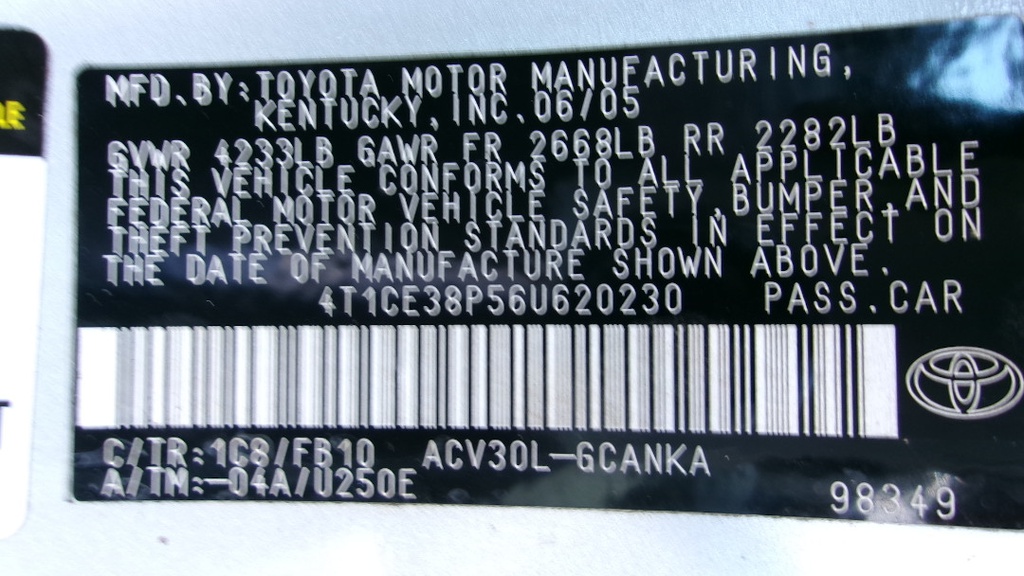 MFD. BY: TOYOTA MOTOR MANUFACTURING,
KENTUCKY, INC. 06/05
GVWR 4233LB GAWR FR 2668LB RR 2282LB
THIS VEHICLE CONFORMS TO ALL APPLICABLE
FEDERAL MOTOR VEHICLE SAFETY, BUMPER, AND
THEFT PREVENTION STANDARDS IN EFFECT ON
THE DATE OF MANUFACTURE SHOWN ABOVE.
4T1CE38P56U620230 PASS. CAR
C/TR: 1C8/FB10 ACV30L-GCANKA
A/TM: -04A/U250E
98349